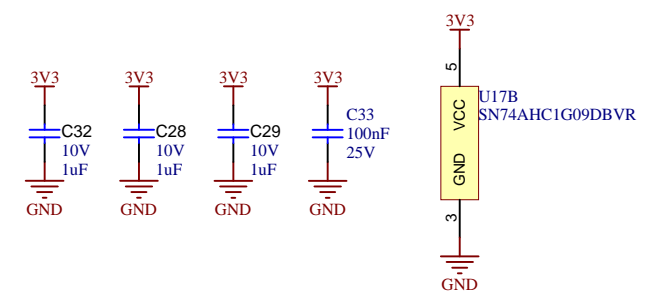 3V3
C32
10V
1uF
GND
3V3
C28
10V
1uF
GND
3V3
C29
10V
1uF
GND
3V3
C33
100nF
25V
GND
3V3
5
U17B
SN74AHC1G09DBVR
VCC
GND
3
GND